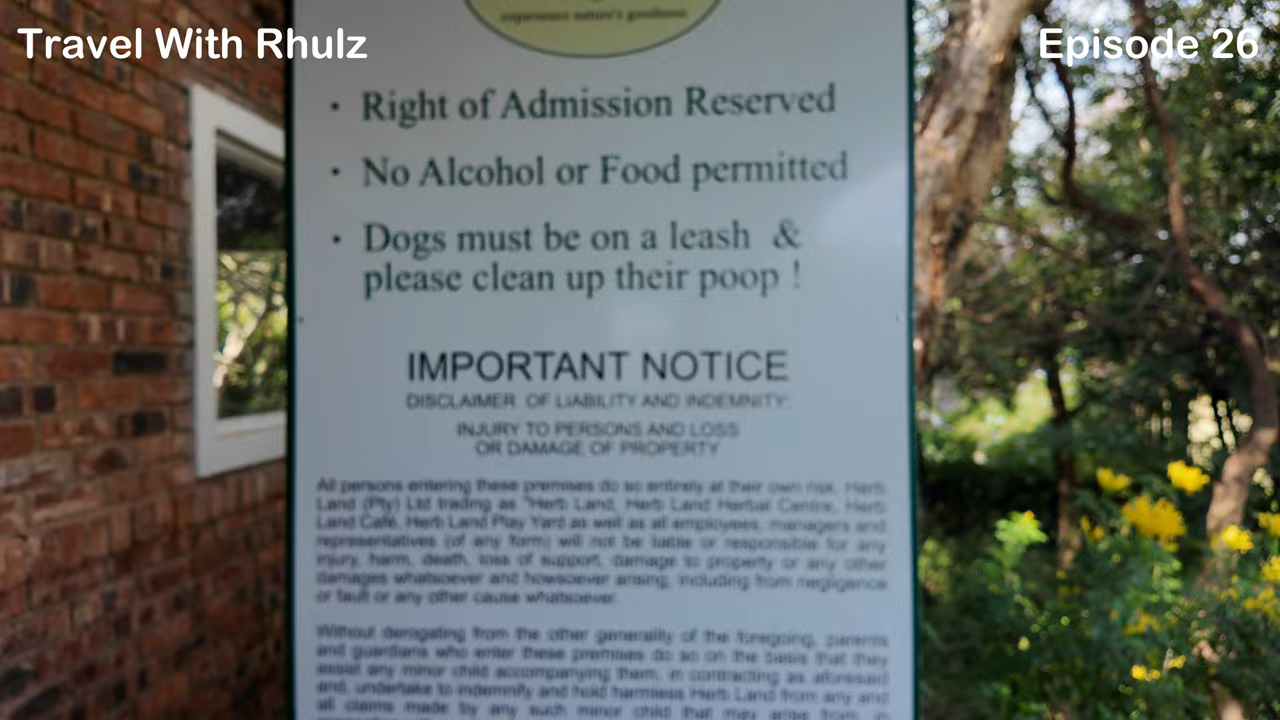 Travel With Rhulz
Episode 26
experience nature's goodness
• Right of Admission Reserved
• No Alcohol or Food permitted
• Dogs must be on a leash &
please clean up their poop !
IMPORTANT NOTICE
DISCLAIMER OF LIABILITY AND INDEMNITY:
INJURY TO PERSONS AND LOSS
OR DAMAGE OF PROPERTY
All persons entering these premises do so entirely at their own risk. Herb
Land (Pty) Ltd trading as "Herb Land, Herb Land Herbal Centre, Herb
Land Café, Herb Land Play Yard as well as all employees, managers and
representatives (of any form) will not be liable or responsible for any
injury, harm, death, loss of support, damage to property or any other
damages whatsoever and howsoever arising, including from negligence
or fault or any other cause whatsoever.
Without derogating from the other generality of the foregoing, parents
and guardians who enter these premises do so on the basis that they
assist any minor child accompanying them, in contracting as aforesaid
and, undertake to indemnify and hold harmless Herb Land from any and
all claims made by any such minor child that may arise from, in